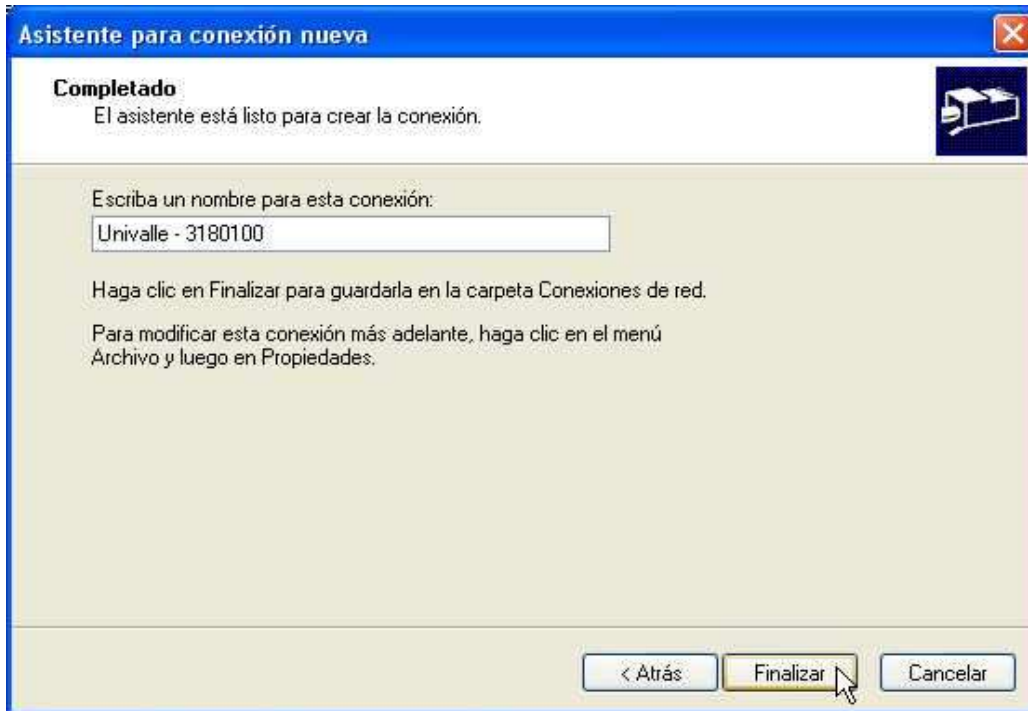 Asistente para conexión nueva
Completado
El asistente está listo para crear la conexión.
Escriba un nombre para esta conexión:
Univalle - 3180100
Haga clic en Finalizar para guardarla en la carpeta Conexiones de red.
Para modificar esta conexión más adelante, haga clic en el menú
Archivo y luego en Propiedades.
< Atrás Finalizar Cancelar